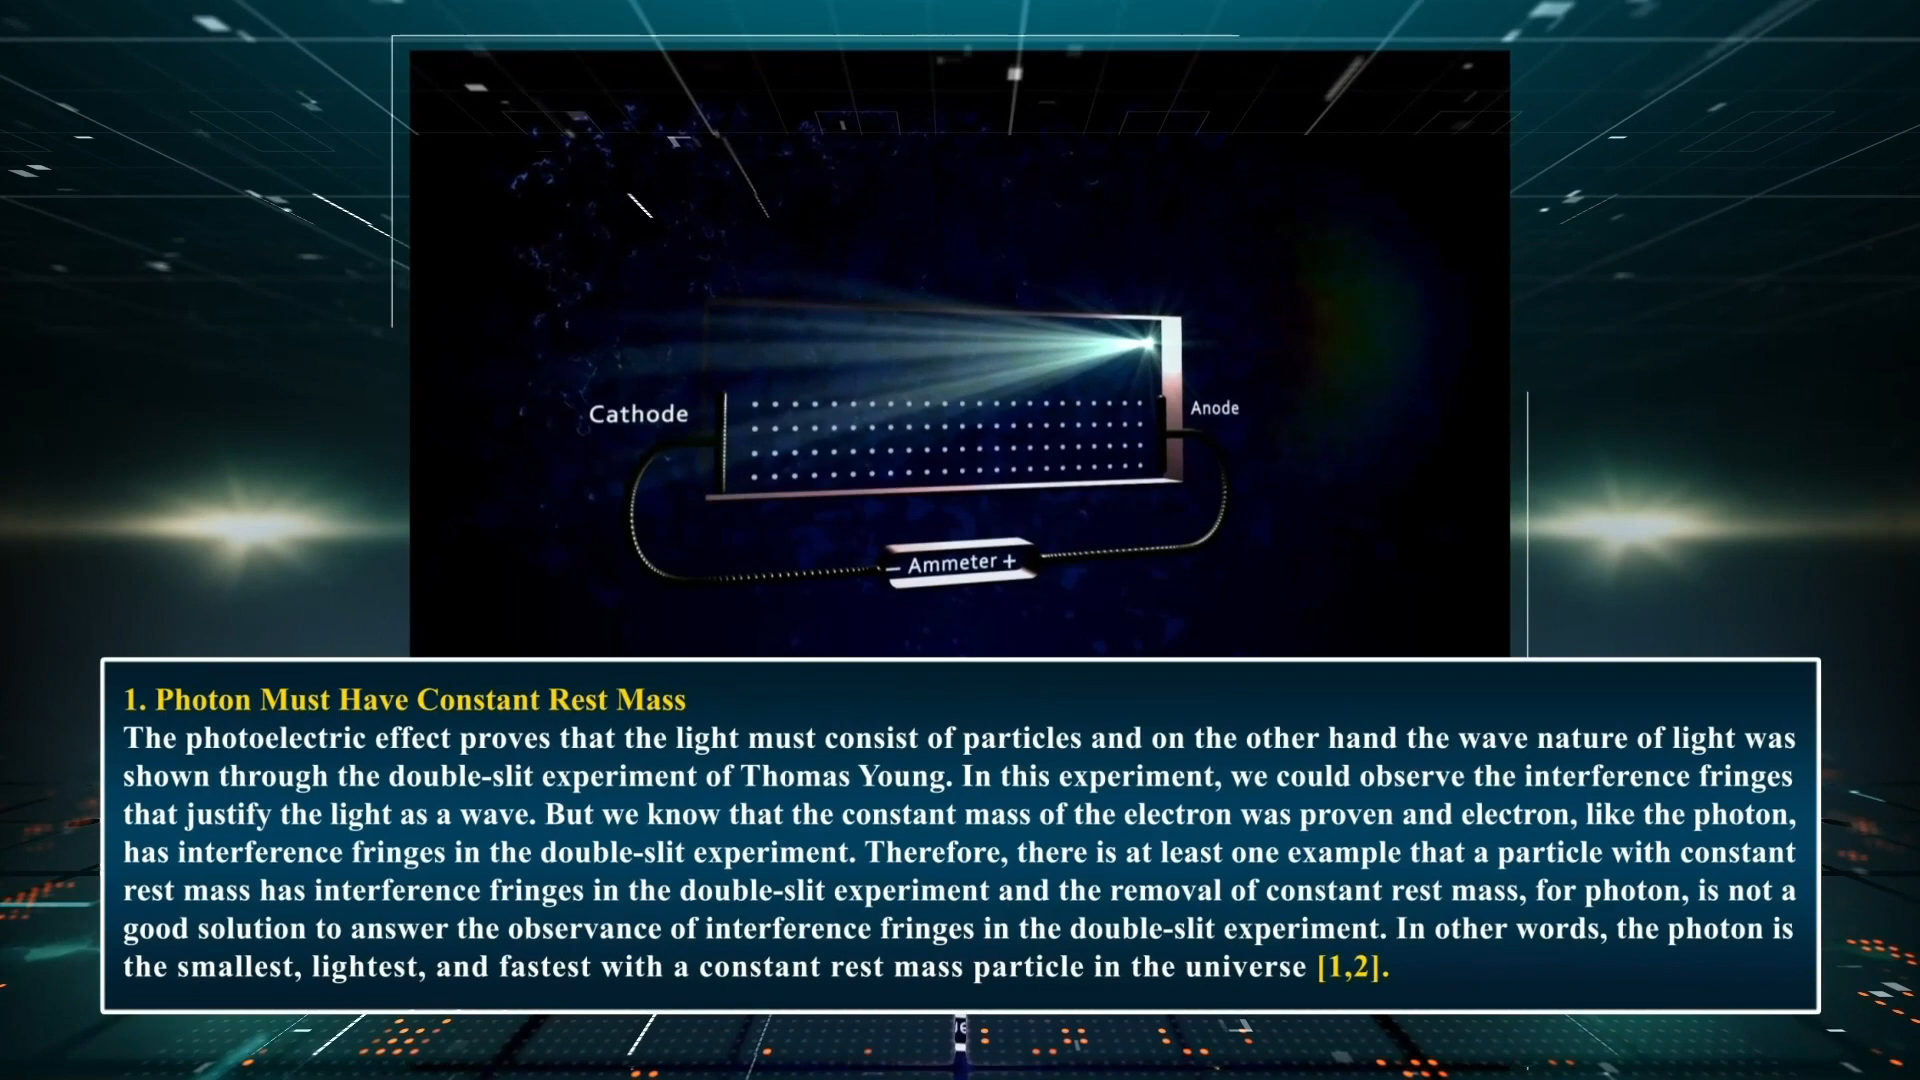 Cathode
Anode
– Ammeter +
1. Photon Must Have Constant Rest Mass
The photoelectric effect proves that the light must consist of particles and on the other hand the wave nature of light was
shown through the double-slit experiment of Thomas Young. In this experiment, we could observe the interference fringes
that justify the light as a wave. But we know that the constant mass of the electron was proven and electron, like the photon,
has interference fringes in the double-slit experiment. Therefore, there is at least one example that a particle with constant
rest mass has interference fringes in the double-slit experiment and the removal of constant rest mass, for photon, is not a
good solution to answer the observance of interference fringes in the double-slit experiment. In other words, the photon is
the smallest, lightest, and fastest with a constant rest mass particle in the universe [1,2].